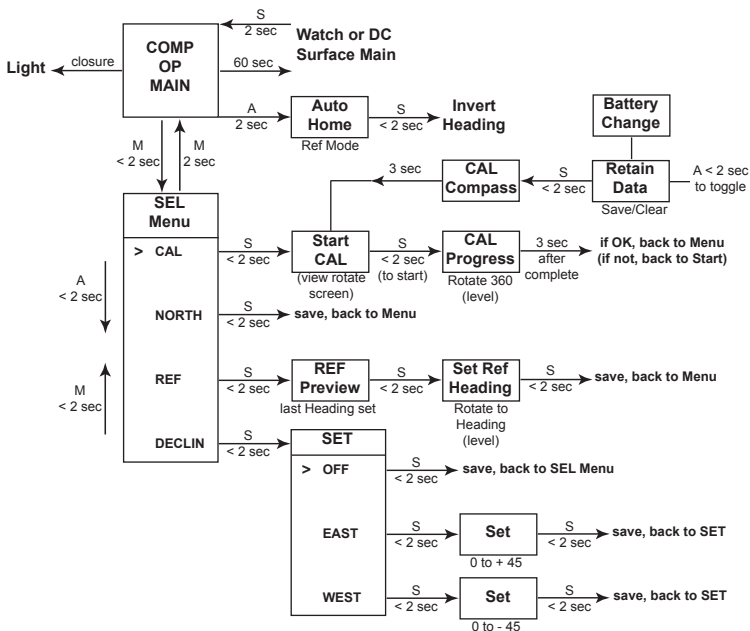 S
2 sec
Watch or DC
Surface Main
COMP
OP
MAIN
Light
closure
60 sec
A
2 sec
Auto
Home
Ref Mode
S
< 2 sec
Invert
Heading
Battery
Change
M
< 2 sec
M
2 sec
3 sec
CAL
Compass
S
< 2 sec
Retain
Data
Save/Clear
A < 2 sec
to toggle
SEL
Menu
> CAL
S
< 2 sec
Start
CAL
(view rotate
screen)
S
< 2 sec
(to start)
CAL
Progress
Rotate 360
(level)
3 sec
after
complete
if OK, back to Menu
(if not, back to Start)
A
< 2 sec
NORTH
S
< 2 sec
save, back to Menu
M
< 2 sec
REF
S
< 2 sec
REF
Preview
last Heading set
S
< 2 sec
Set Ref
Heading
Rotate to
Heading
(level)
S
< 2 sec
save, back to Menu
DECLIN
S
< 2 sec
SET
> OFF
S
< 2 sec
save, back to SEL Menu
EAST
S
< 2 sec
Set
0 to + 45
S
< 2 sec
save, back to SET
WEST
S
< 2 sec
Set
0 to - 45
S
< 2 sec
save, back to SET